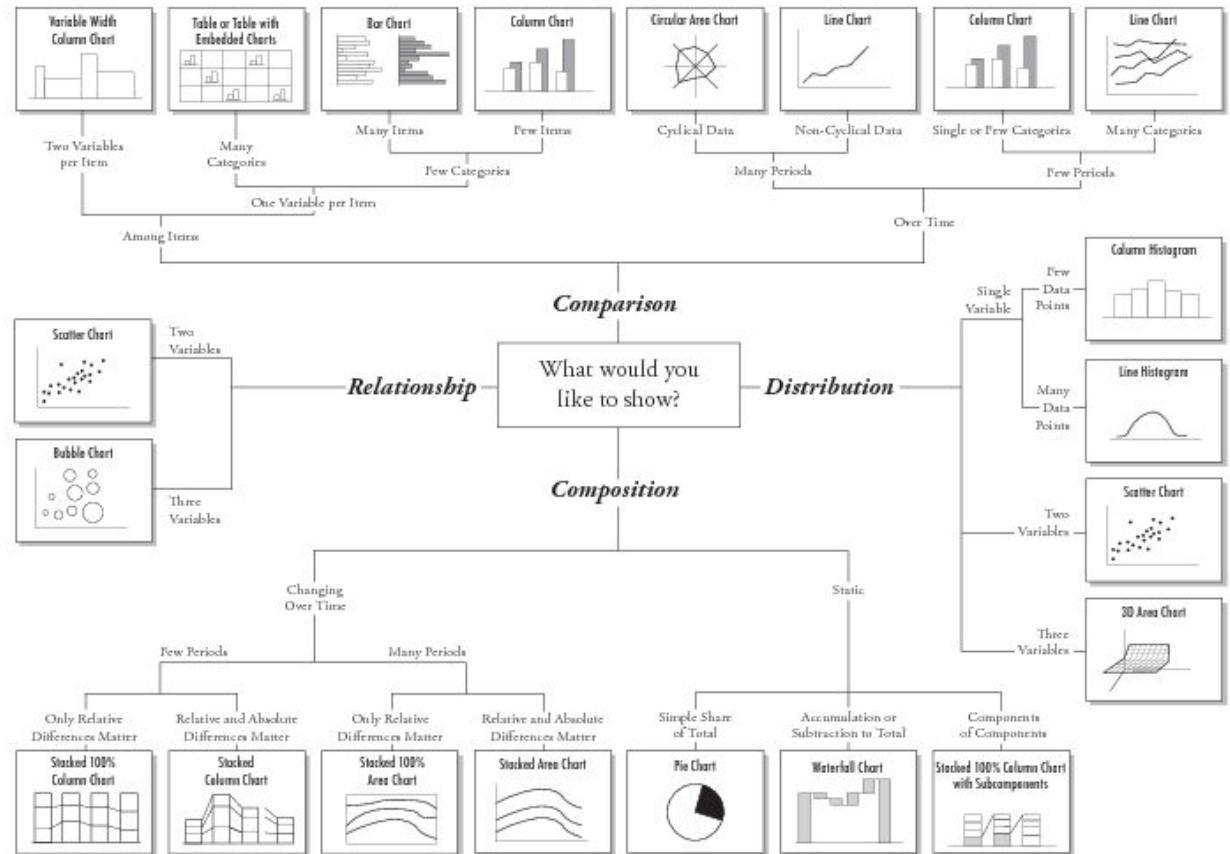 Variable Width
Column Chart
Table or Table with
Embedded Charts
Bar Chart
Column Chart
Circular Area Chart
Line Chart
Column Chart
Line Chart
Two Variables
per Item
Many
Categories
Many Items
Few Items
Cyclical Data
Non-Cyclical Data
Single or Few Categories
Many Categories
Few Categories
Many Periods
Few Periods
One Variable per Item
Among Items
Over Time
Comparison
What would you
like to show?
Relationship
Two
Variables
Scatter Chart
Three
Variables
Bubble Chart
Distribution
Single
Variable
Few
Data
Points
Column Histogram
Many
Data
Points
Line Histogram
Two
Variables
Scatter Chart
Three
Variables
3D Area Chart
Composition
Changing
Over Time
Static
Few Periods
Many Periods
Only Relative
Differences Matter
Relative and Absolute
Differences Matter
Only Relative
Differences Matter
Relative and Absolute
Differences Matter
Simple Share
of Total
Accumulation or
Subtraction to Total
Components
of Components
Stacked 100%
Column Chart
Stacked
Column Chart
Stacked 100%
Area Chart
Stacked Area Chart
Pie Chart
Waterfall Chart
Stacked 100% Column Chart
with Subcomponents